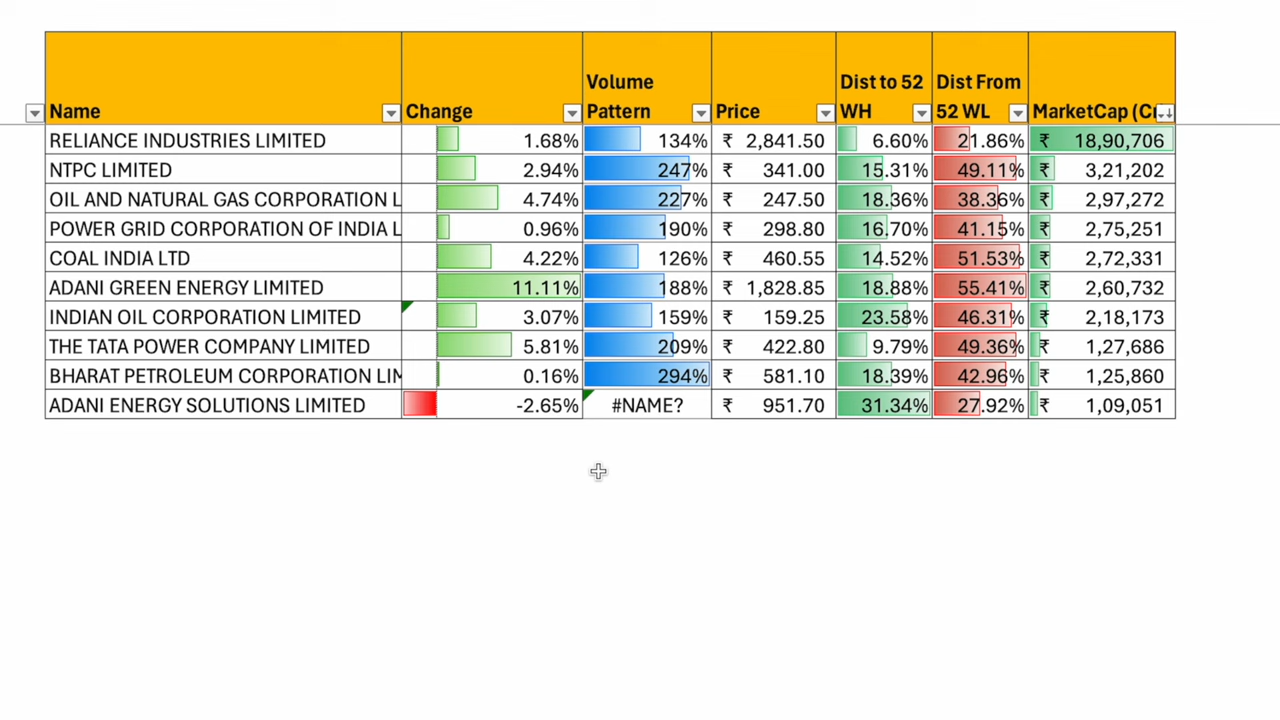 Name Change Volume Pattern Price Dist to 52 WH Dist From 52 WL MarketCap (Cr
RELIANCE INDUSTRIES LIMITED 1.68% 134% ₹ 2,841.50 6.60% 21.86% ₹ 18,90,706
NTPC LIMITED 2.94% 247% ₹ 341.00 15.31% 49.11% ₹ 3,21,202
OIL AND NATURAL GAS CORPORATION L 4.74% 227% ₹ 247.50 18.36% 38.36% ₹ 2,97,272
POWER GRID CORPORATION OF INDIA L 0.96% 190% ₹ 298.80 16.70% 41.15% ₹ 2,75,251
COAL INDIA LTD 4.22% 126% ₹ 460.55 14.52% 51.53% ₹ 2,72,331
ADANI GREEN ENERGY LIMITED 11.11% 188% ₹ 1,828.85 18.88% 55.41% ₹ 2,60,732
INDIAN OIL CORPORATION LIMITED 3.07% 159% ₹ 159.25 23.58% 46.31% ₹ 2,18,173
THE TATA POWER COMPANY LIMITED 5.81% 209% ₹ 422.80 9.79% 49.36% ₹ 1,27,686
BHARAT PETROLEUM CORPORATION LIM 0.16% 294% ₹ 581.10 18.39% 42.96% ₹ 1,25,860
ADANI ENERGY SOLUTIONS LIMITED -2.65% #NAME? ₹ 951.70 31.34% 27.92% ₹ 1,09,051